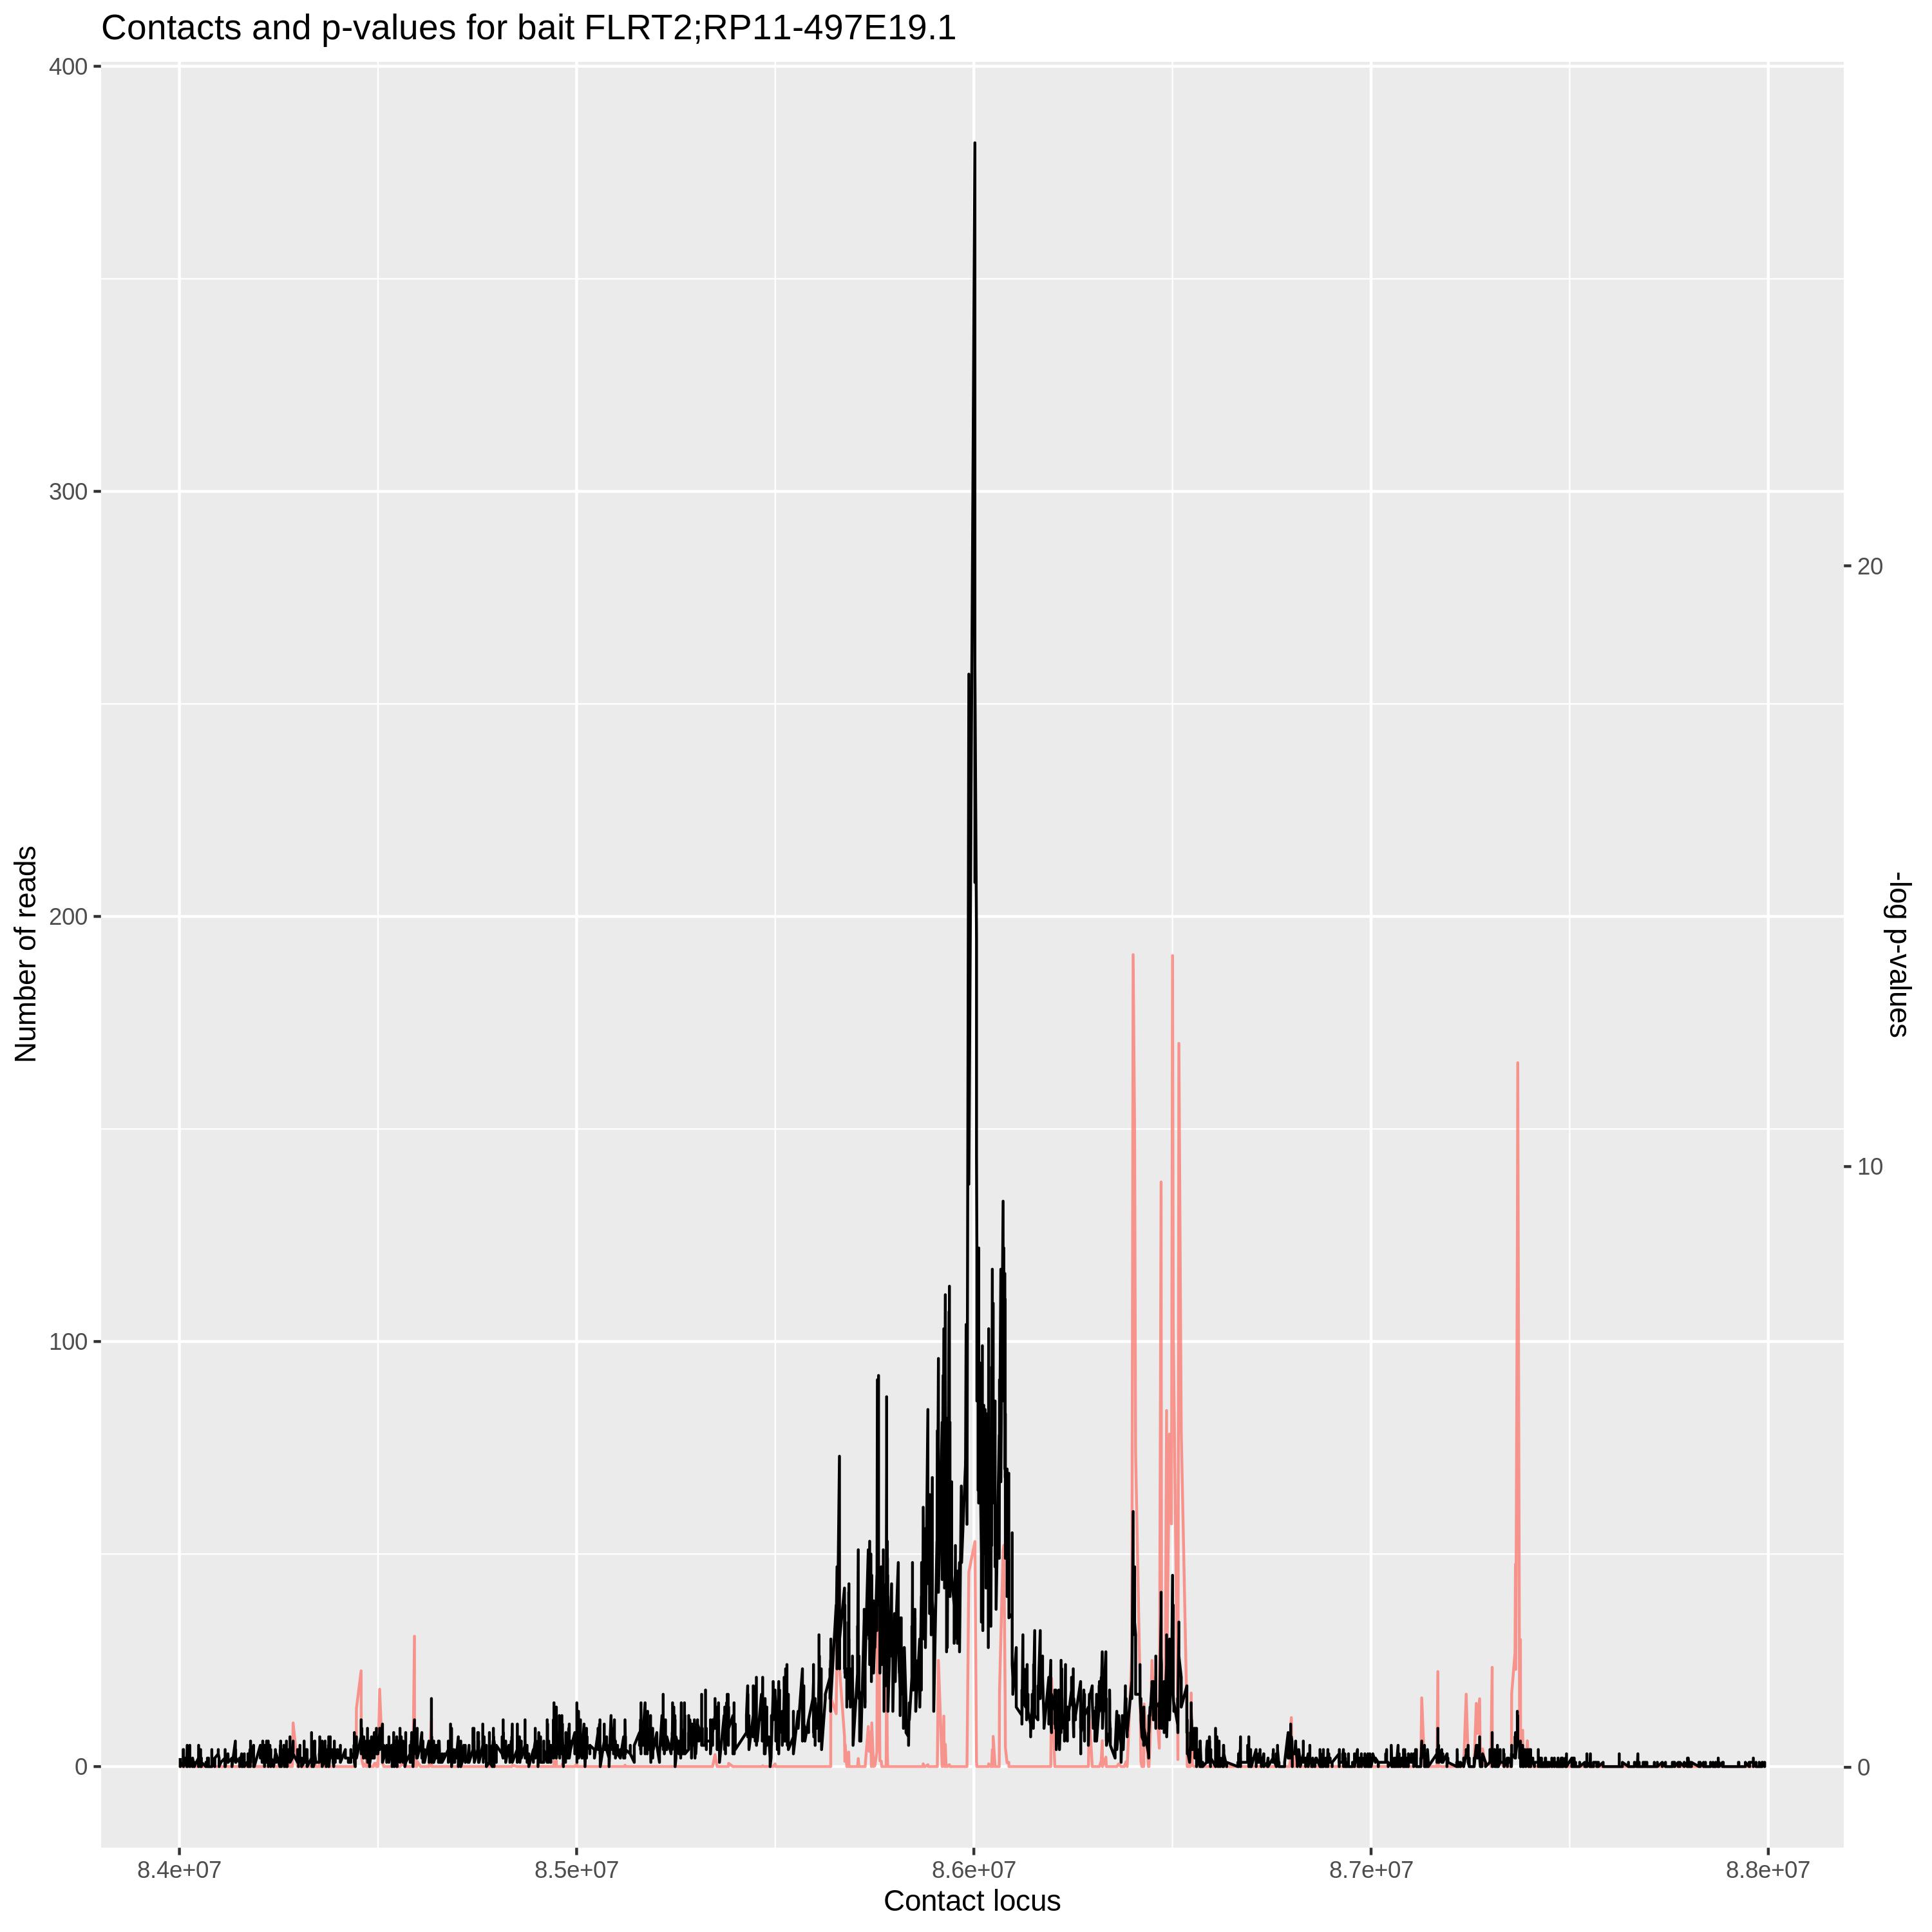 Contacts and p-values for bait FLRT2;RP11-497E19.1
400
300
200
100
0
Number of reads
20
10
0
-log p-values
8.4e+07
8.5e+07
8.6e+07
8.7e+07
8.8e+07
Contact locus